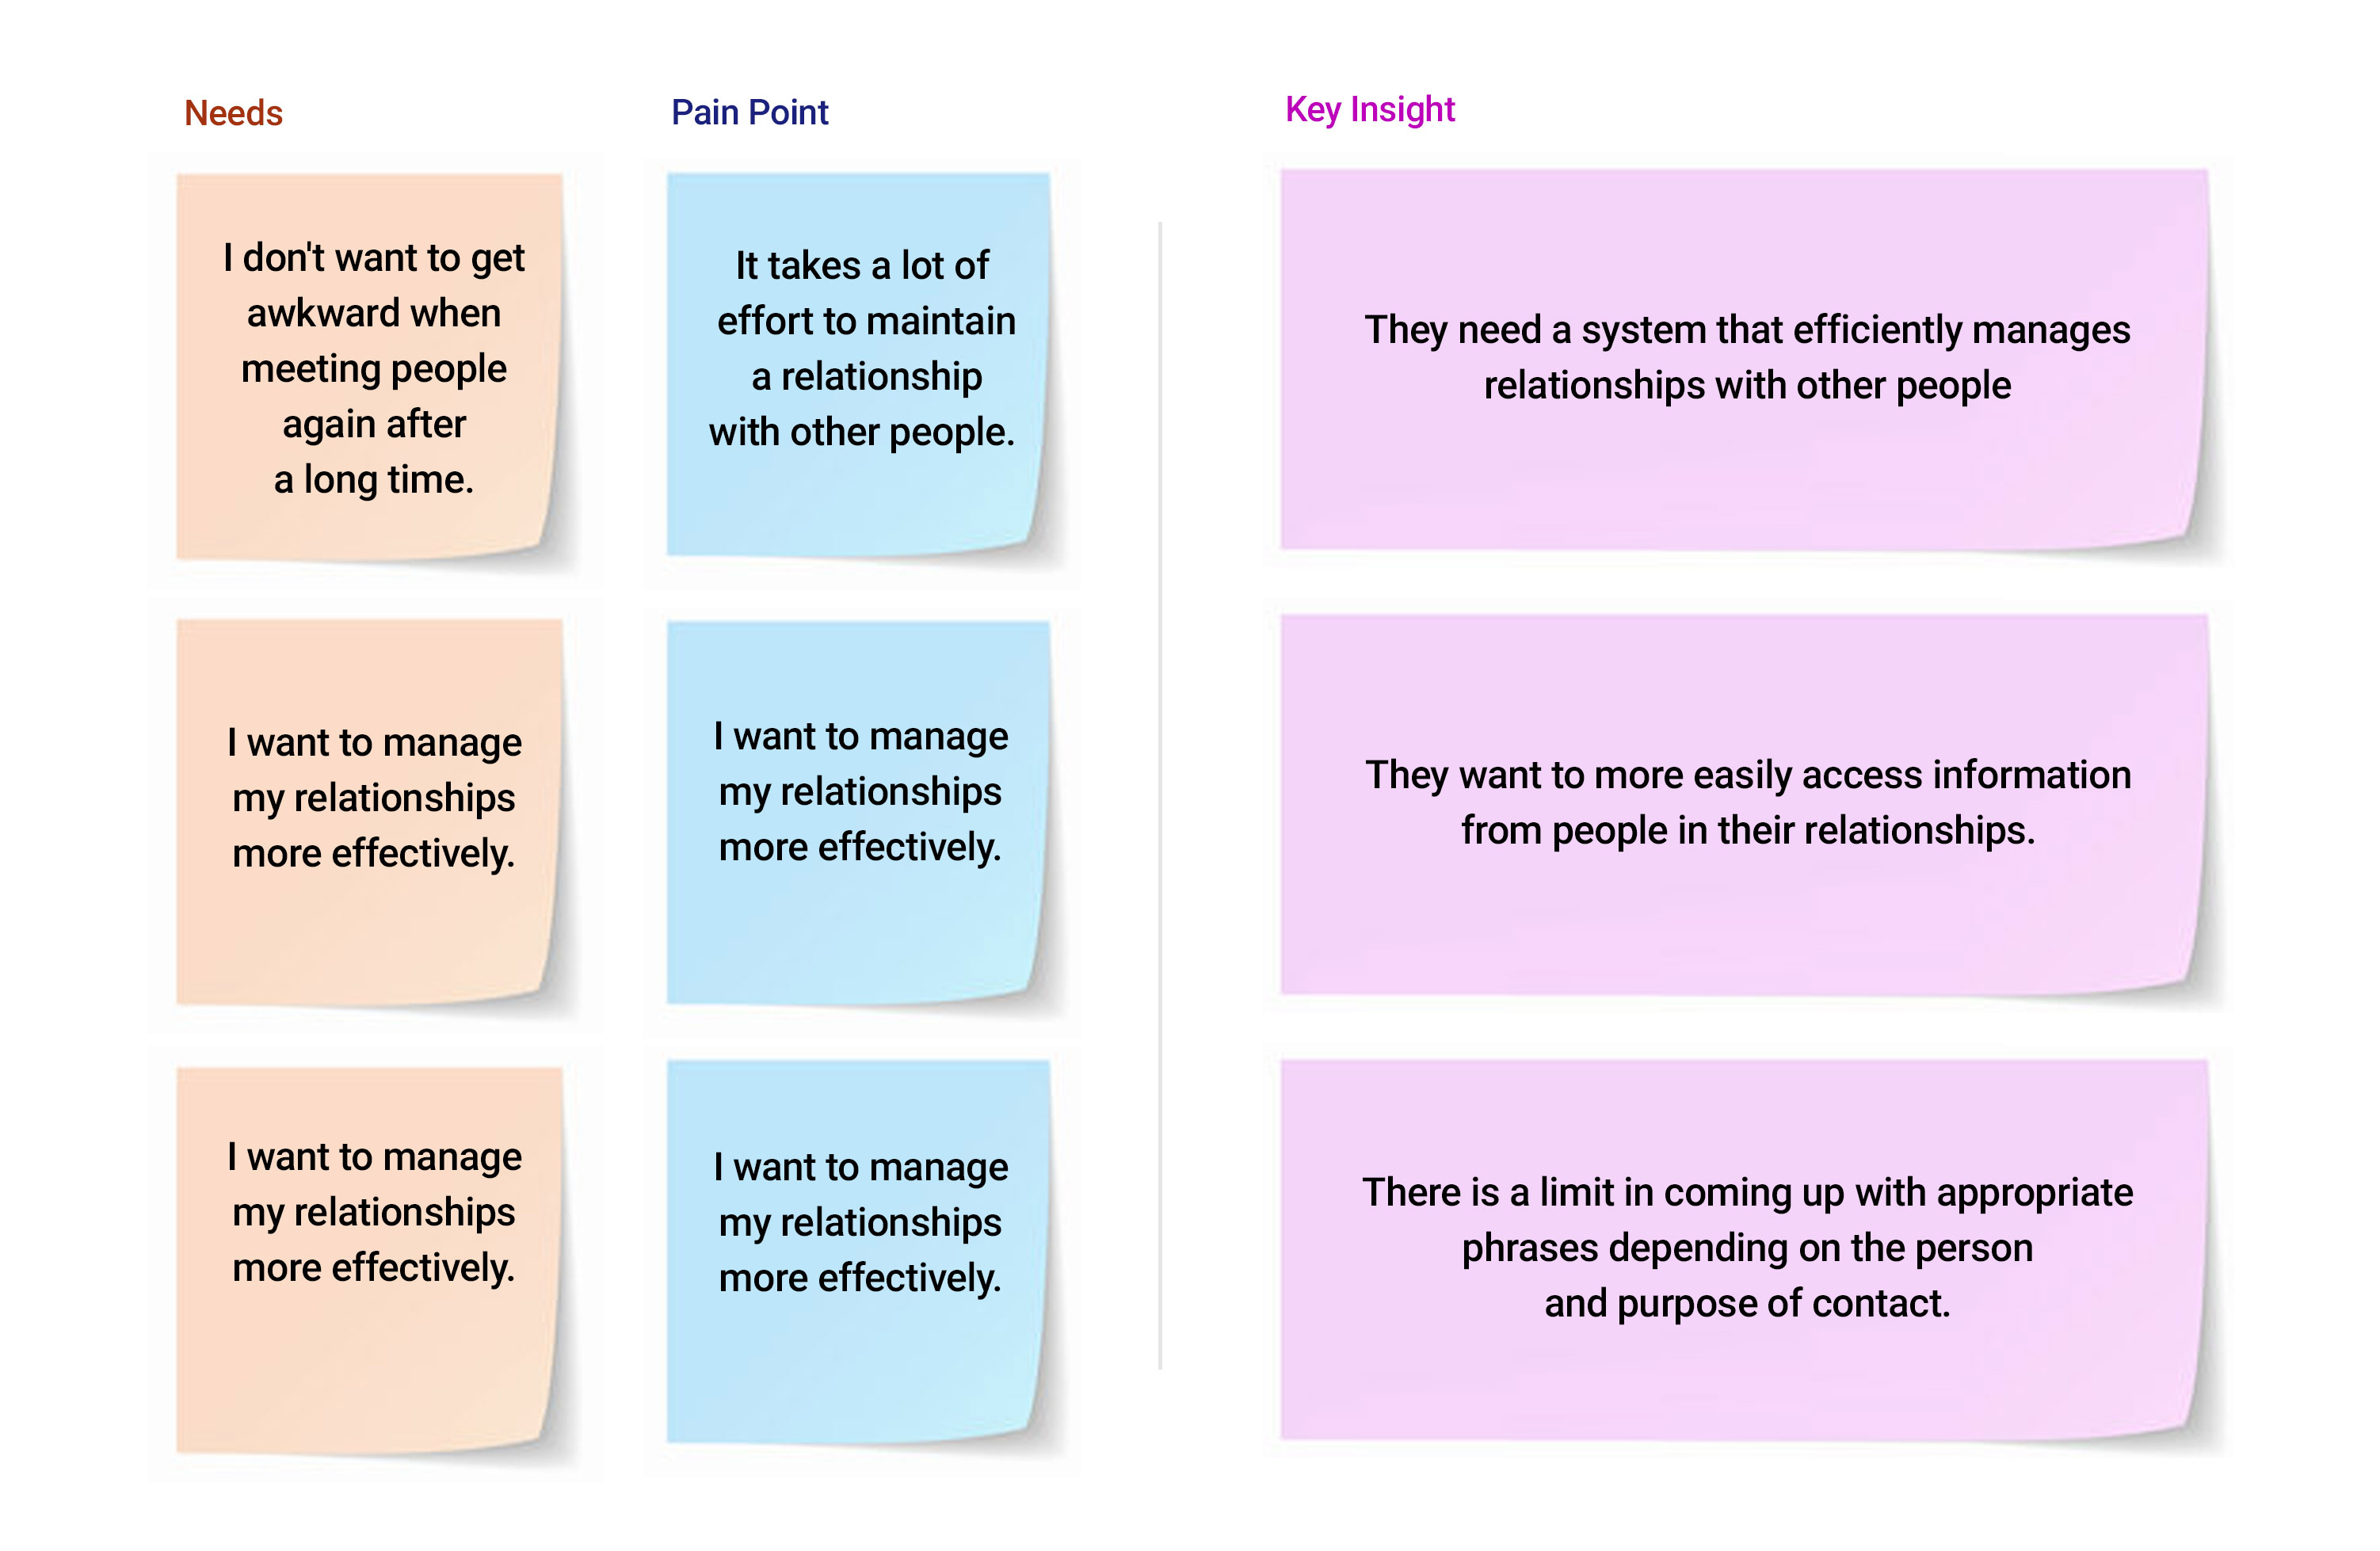 Needs
I don't want to get
awkward when
meeting people
again after
a long time.
I want to manage
my relationships
more effectively.
I want to manage
my relationships
more effectively.
Pain Point
It takes a lot of
effort to maintain
a relationship
with other people.
I want to manage
my relationships
more effectively.
I want to manage
my relationships
more effectively.
Key Insight
They need a system that efficiently manages
relationships with other people
They want to more easily access information
from people in their relationships.
There is a limit in coming up with appropriate
phrases depending on the person
and purpose of contact.